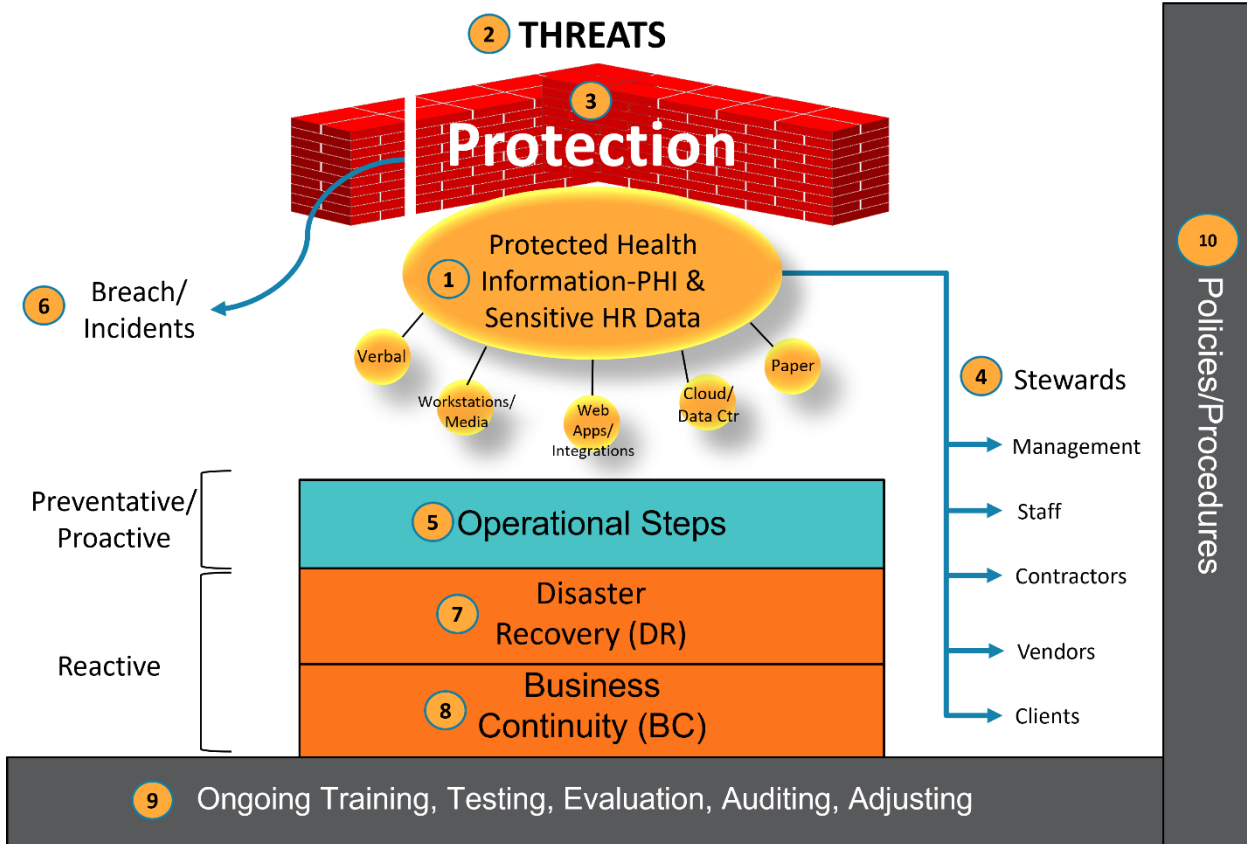 2 THREATS
3
Protection
1
Protected Health
Information-PHI &
Sensitive HR Data
6
Breach/
Incidents
Verbal
Workstations/
Media
Web
Apps/
Integrations
Cloud/
Data Ctr
Paper
4 Stewards
Management
Staff
Contractors
Vendors
Clients
Preventative/
Proactive
5 Operational Steps
Reactive
7
Disaster
Recovery (DR)
8
Business
Continuity (BC)
9 Ongoing Training, Testing, Evaluation, Auditing, Adjusting
10
Policies/Procedures